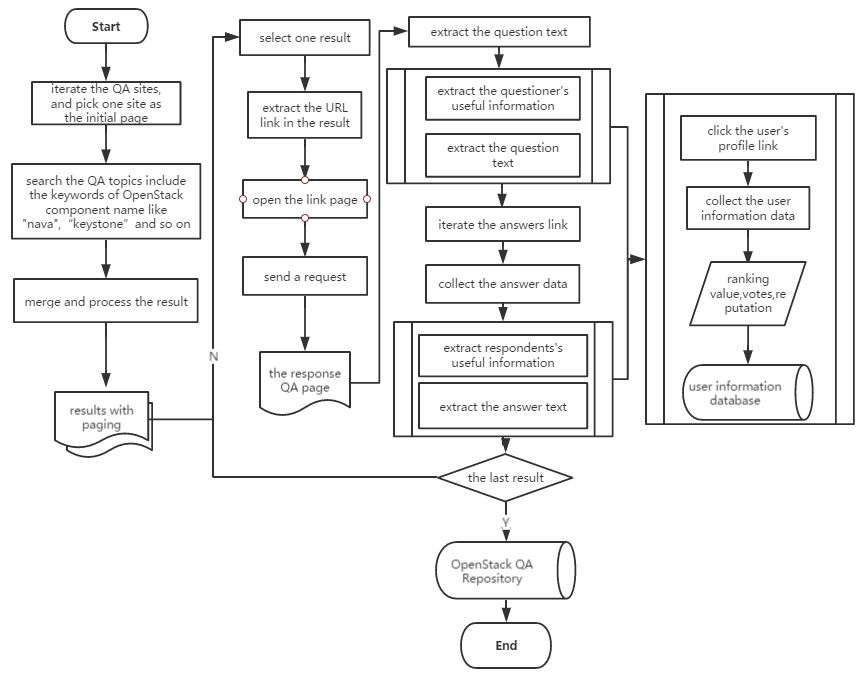 Start
iterate the QA sites,
and pick one site as
the initial page
search the QA topics include
the keywords of OpenStack
component name like
"nava", “keystone” and so on
merge and process the result
results with
paging
N
select one result
extract the URL
link in the result
open the link page
send a request
the response
QA page
extract the question text
extract the questioner's
useful information
extract the question
text
iterate the answers link
collect the answer data
extract respondents's
useful information
extract the answer text
the last result
Y
OpenStack QA
Repository
End
click the user's
profile link
collect the user
information data
ranking
value,votes,re
putation
user information
database